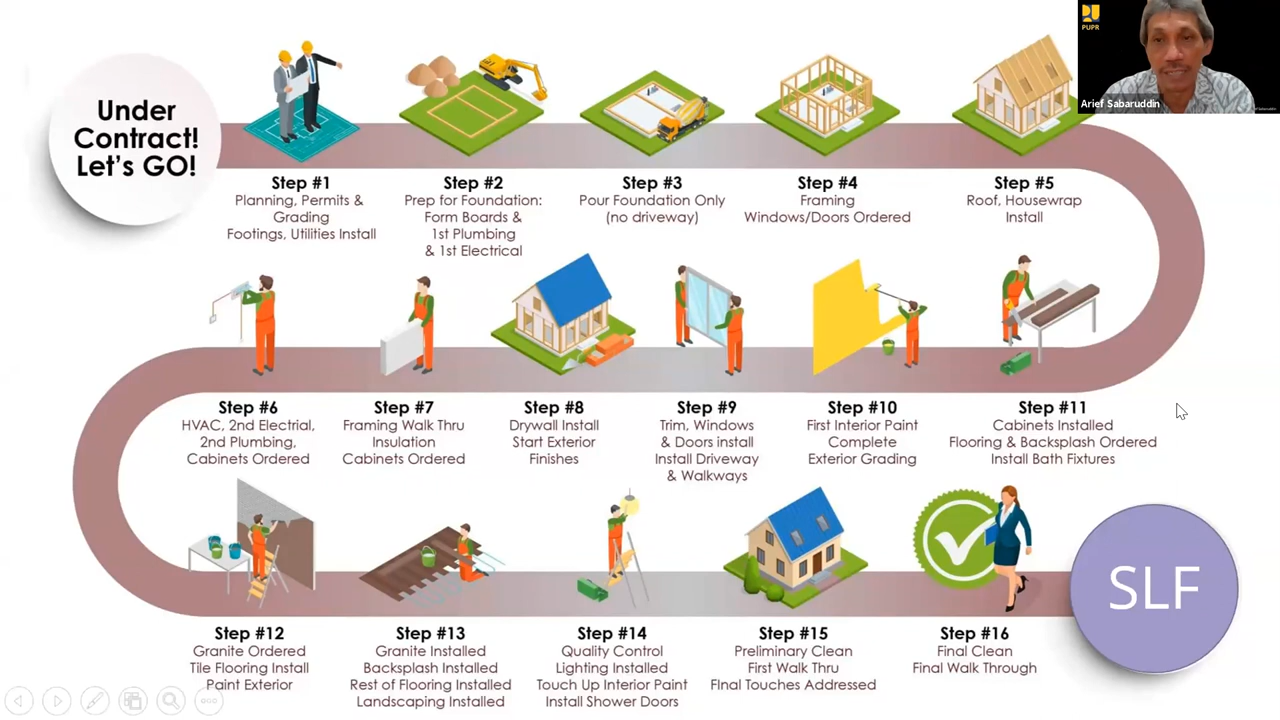 PUPR
Arief Sabaruddin
Under
Contract!
Let's GO!
Step #1
Planning, Permits &
Grading
Footings, Utilities Install
Step #2
Prep for Foundation:
Form Boards &
1st Plumbing
& 1st Electrical
Step #3
Pour Foundation Only
(no driveway)
Step #4
Framing
Windows/Doors Ordered
Step #5
Roof, Housewrap
Install
Step #6
HVAC, 2nd Electrial,
2nd Plumbing,
Cabinets Ordered
Step #7
Framing Walk Thru
Insulation
Cabinets Ordered
Step #8
Drywall Install
Start Exterior
Finishes
Step #9
Trim, Windows
& Doors install
Install Driveway
& Walkways
Step #10
First Interior Paint
Complete
Exterior Grading
Step #11
Cabinets Installed
Flooring & Backsplash Ordered
Install Bath Fixtures
Step #12
Granite Ordered
Tile Flooring Install
Paint Exterior
Step #13
Granite Installed
Backsplash Installed
Rest of Flooring Installed
Landscaping Installed
Step #14
Quality Control
Lighting Installed
Touch Up Interior Paint
Install Shower Doors
Step #15
Preliminary Clean
First Walk Thru
FInal Touches Addressed
Step #16
Final Clean
Final Walk Through
SLF